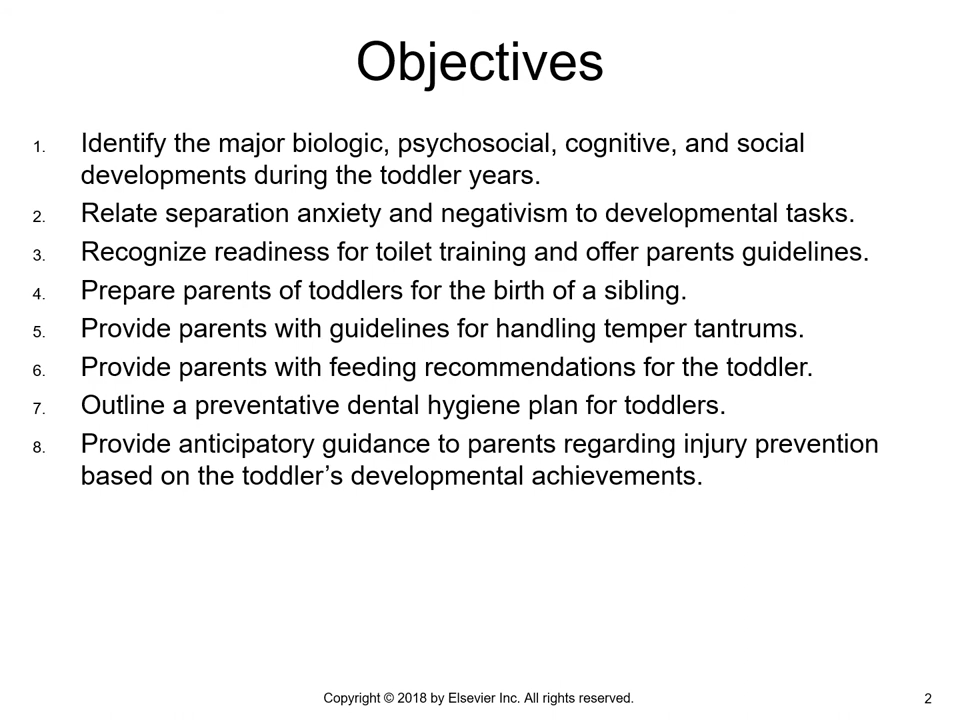 Objectives
1. Identify the major biologic, psychosocial, cognitive, and social
developments during the toddler years.
2. Relate separation anxiety and negativism to developmental tasks.
3. Recognize readiness for toilet training and offer parents guidelines.
4. Prepare parents of toddlers for the birth of a sibling.
5. Provide parents with guidelines for handling temper tantrums.
6. Provide parents with feeding recommendations for the toddler.
7. Outline a preventative dental hygiene plan for toddlers.
8. Provide anticipatory guidance to parents regarding injury prevention
based on the toddler’s developmental achievements.
Copyright © 2018 by Elsevier Inc. All rights reserved.
2